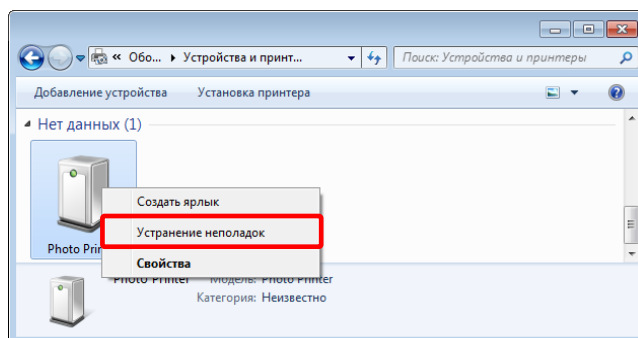 « Обо... ▸ Устройства и принт...
Поиск: Устройства и принтеры
Добавление устройства Установка принтера
Нет данных (1)
Создать ярлык
Устранение неполадок
Photo Prin
Свойства
Photo Printer Модель: Photo Printer
Категория: Неизвестно